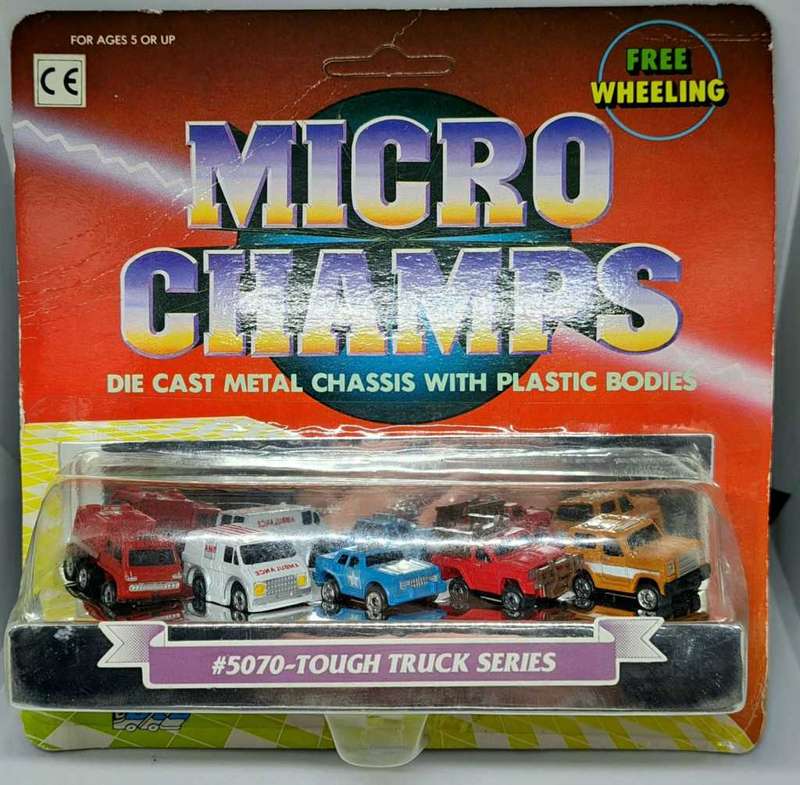 FOR AGES 5 OR UP
CE
FREE
WHEELING
MICRO
CHAMPS
DIE CAST METAL CHASSIS WITH PLASTIC BODIES
AMBULANCE
#5070-TOUGH TRUCK SERIES